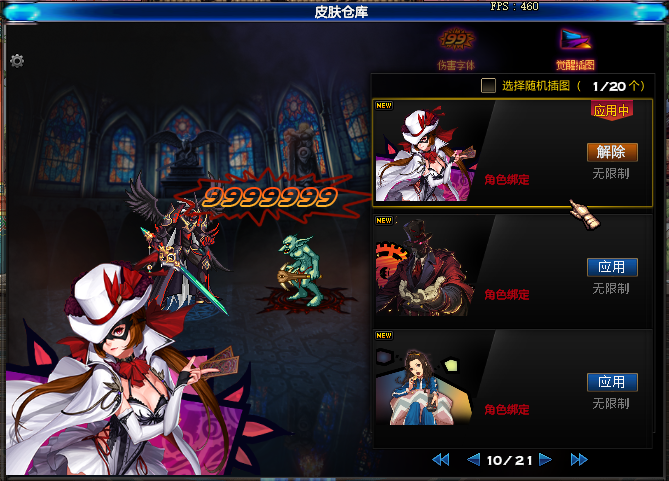 皮肤仓库
FPS : 460
99
伤害字体
觉醒插图
选择随机插图 ( 1/20个)
NEW
应用中
解除
无限制
角色绑定
9999999
NEW
应用
无限制
角色绑定
NEW
应用
无限制
角色绑定
10/21